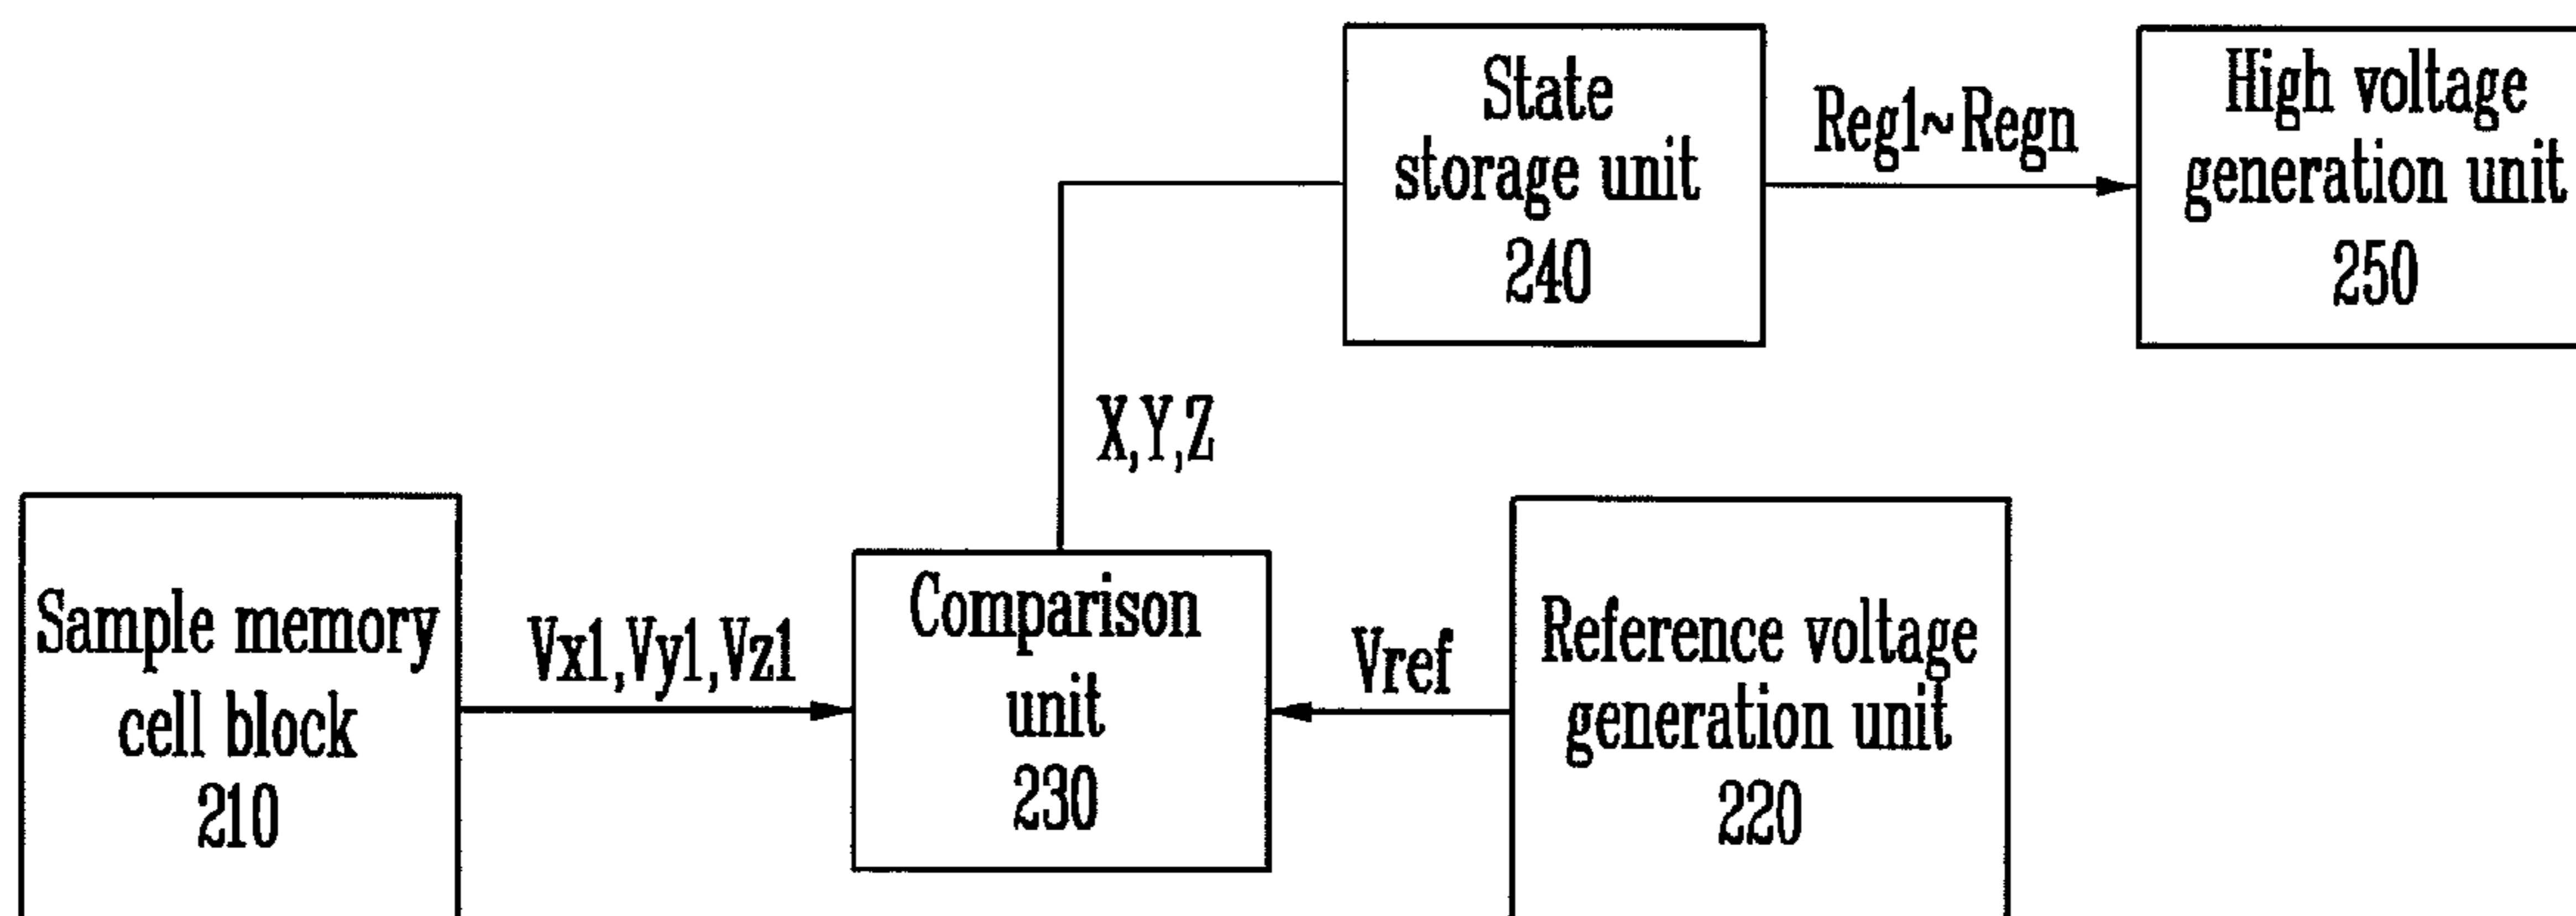 State
storage unit
240
Reg1~Regn
High voltage
generation unit
250
X,Y,Z
Sample memory
cell block
210
Vx1,Vy1,Vz1
Comparison
unit
230
Vref
Reference voltage
generation unit
220